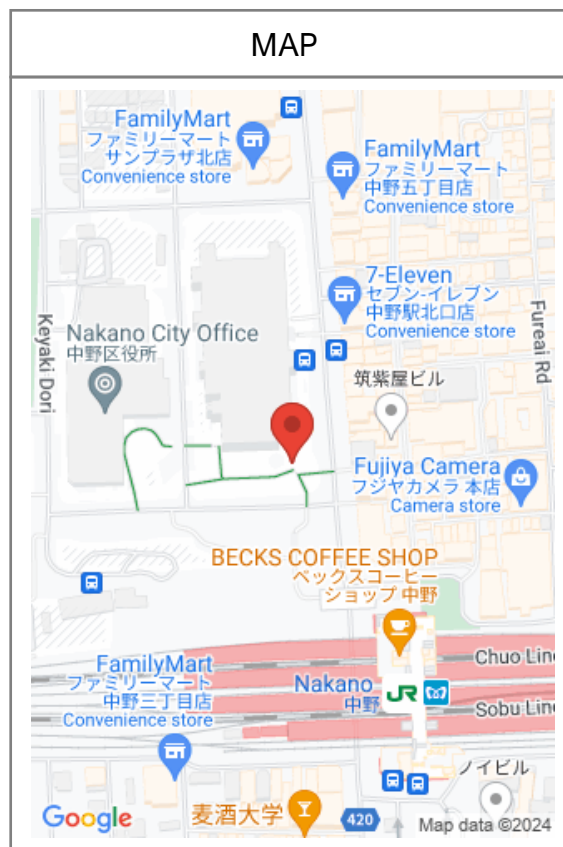 MAP
FamilyMart
ファミリーマート
サンプラザ北店
Convenience store
FamilyMart
ファミリーマート
中野五丁目店
Convenience store
7-Eleven
セブン-イレブン
中野駅北口店
Convenience store
Fureai Rd
Keyaki Dori
Nakano City Office
中野区役所
筑紫屋ビル
Fujiya Camera
フジヤカメラ 本店
Camera store
BECKS COFFEE SHOP
ベックスコーヒー
ショップ 中野
Chuo Line
FamilyMart
ファミリーマート
中野三丁目店
Convenience store
Nakano
中野
JR
Sobu Line
ノイビル
麦酒大学
420
Google
Map data ©2024